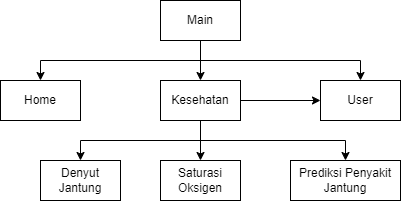 Main
Home
Kesehatan
User
Denyut
Jantung
Saturasi
Oksigen
Prediksi Penyakit
Jantung